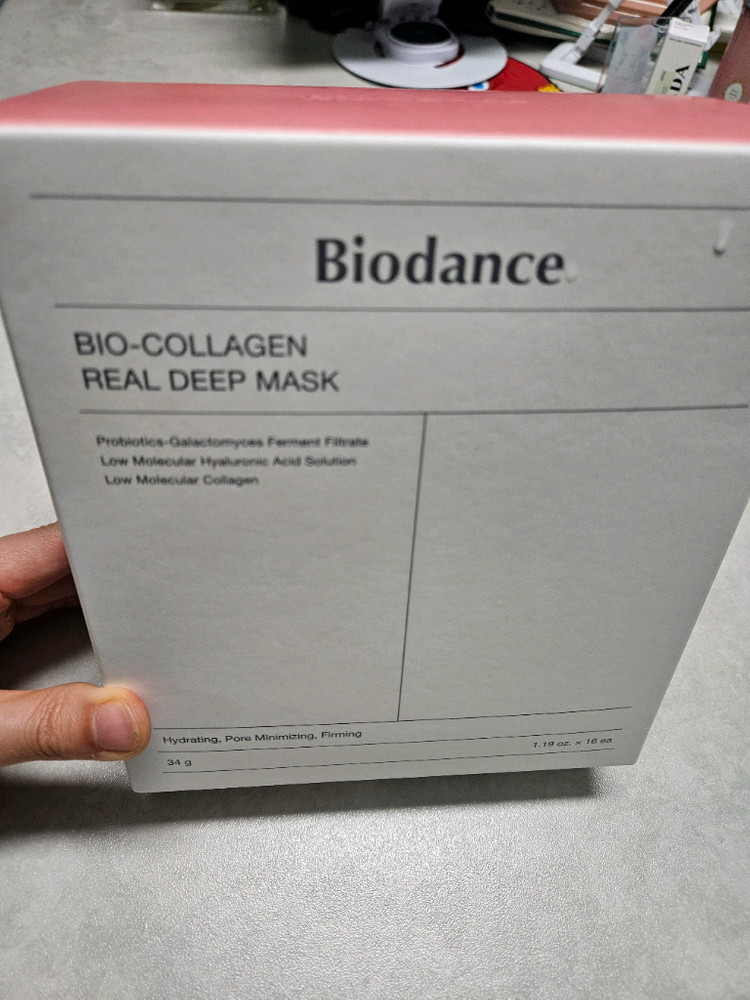 Biodance
BIO-COLLAGEN
REAL DEEP MASK
Probiotics-Galactomyces Ferment Filtrate
Low Molecular Hyaluronic Acid Solution
Low Molecular Collagen
Hydrating, Pore Minimizing, Firming
34 g
1.19 oz. × 16 ea